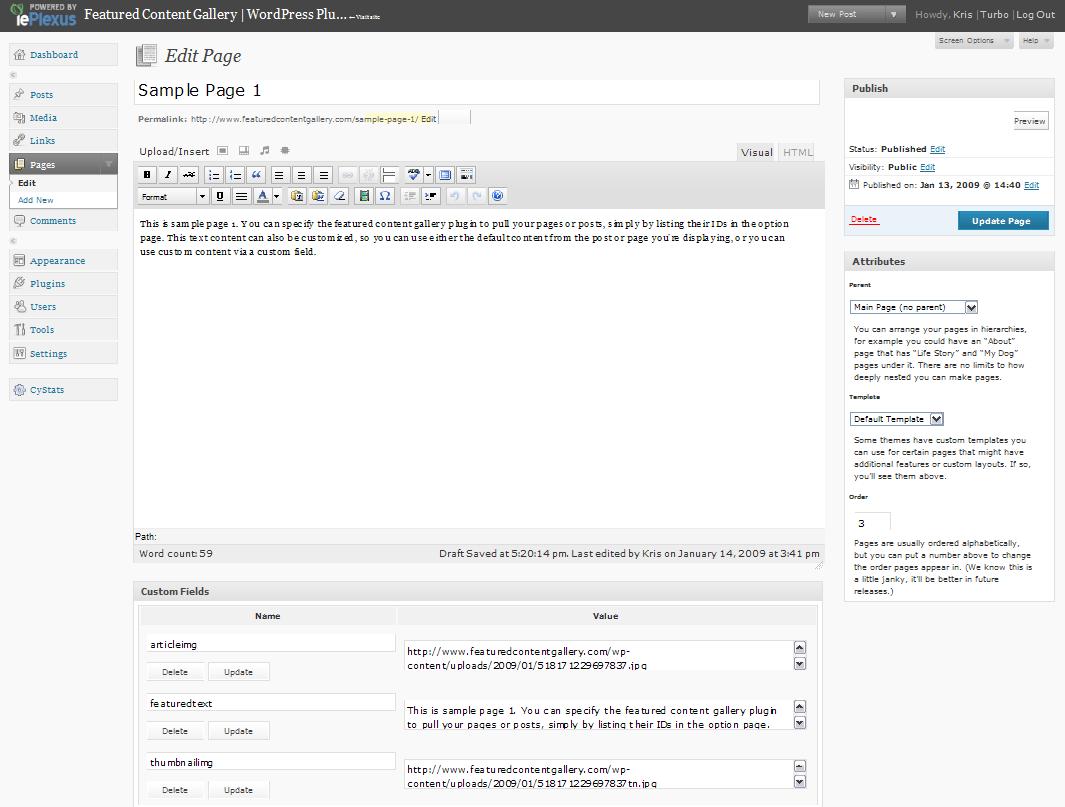 POWERED BY
iePlexus
Featured Content Gallery | WordPress Plu... ←Visit site
New Post
Howdy, Kris | Turbo | Log Out
Screen Options
Help
Dashboard
Posts
Media
Links
Pages
Edit
Add New
Comments
Appearance
Plugins
Users
Tools
Settings
CyStats
Edit Page
Sample Page 1
Permalink: http://www.featuredcontentgallery.com/sample-page-1/ Edit
Upload/Insert
Visual
HTML
B I ABC
Format
U A Ω
This is sample page 1. You can specify the featured content gallery plugin to pull your pages or posts, simply by listing their IDs in the option
page. This text content can also be customized, so you can use either the default content from the post or page you're displaying, or you can
use custom content via a custom field.
Path:
Word count: 59
Draft Saved at 5:20:14 pm. Last edited by Kris on January 14, 2009 at 3:41 pm
Custom Fields
Name
Value
articleimg
http://www.featuredcontentgallery.com/wp-
content/uploads/2009/01/518171229697837.jpg
Delete
Update
featuredtext
This is sample page 1. You can specify the featured content gallery plugin
to pull your pages or posts, simply by listing their IDs in the option page.
Delete
Update
thumbnailimg
http://www.featuredcontentgallery.com/wp-
content/uploads/2009/01/518171229697837tn.jpg
Delete
Update
Publish
Preview
Status: Published Edit
Visibility: Public Edit
Published on: Jan 13, 2009 @ 14:40 Edit
Delete
Update Page
Attributes
Parent
Main Page (no parent)
You can arrange your pages in hierarchies,
for example you could have an “About”
page that has “Life Story” and “My Dog”
pages under it. There are no limits to how
deeply nested you can make pages.
Template
Default Template
Some themes have custom templates you
can use for certain pages that might have
additional features or custom layouts. If so,
you'll see them above.
Order
3
Pages are usually ordered alphabetically,
but you can put a number above to change
the order pages appear in. (We know this is
a little janky, it'll be better in future
releases.)